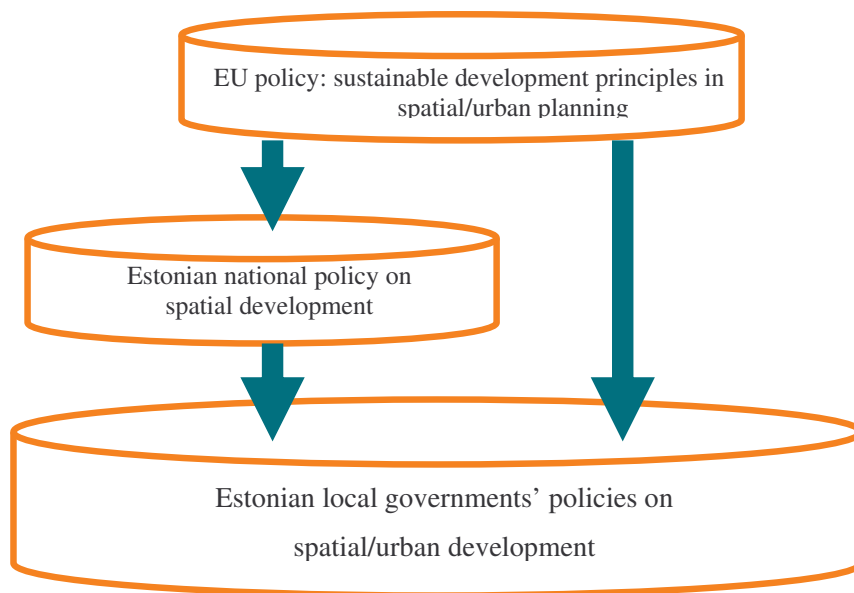 EU policy: sustainable development principles in
spatial/urban planning
Estonian national policy on
spatial development
Estonian local governments’ policies on
spatial/urban development